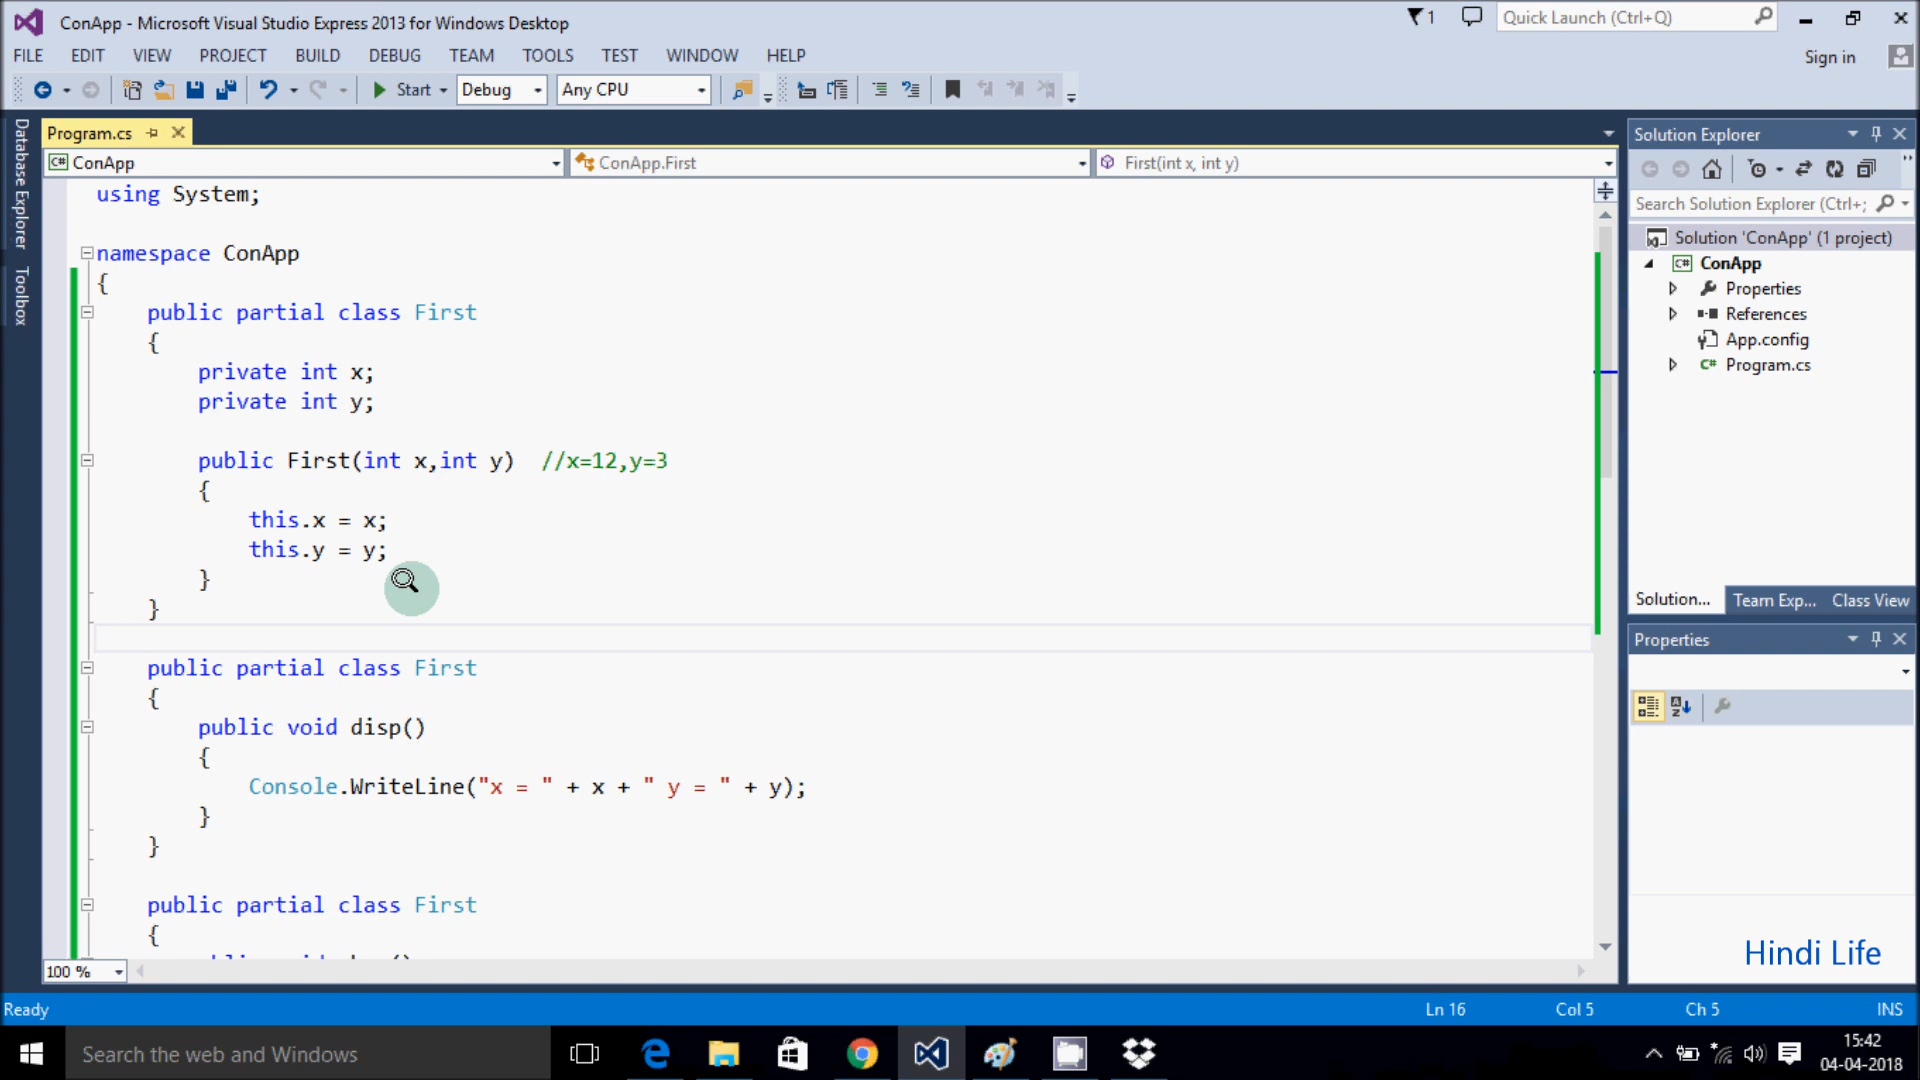 ConApp - Microsoft Visual Studio Express 2013 for Windows Desktop
1
Quick Launch (Ctrl+Q)
FILE EDIT VIEW PROJECT BUILD DEBUG TEAM TOOLS TEST WINDOW HELP
Sign in
Start Debug Any CPU
Database Explorer
Toolbox
Program.cs
C# ConApp
ConApp.First
First(int x, int y)
using System;
namespace ConApp
{
public partial class First
{
private int x;
private int y;
public First(int x,int y) //x=12,y=3
{
this.x = x;
this.y = y;
}
}
public partial class First
{
public void disp()
{
Console.WriteLine("x = " + x + " y = " + y);
}
}
public partial class First
{
100 %
Solution Explorer
Search Solution Explorer (Ctrl+;
Solution 'ConApp' (1 project)
C# ConApp
Properties
References
App.config
C# Program.cs
Solution... Team Exp... Class View
Properties
Hindi Life
Ready
Ln 16 Col 5 Ch 5 INS
Search the web and Windows
15:42
04-04-2018